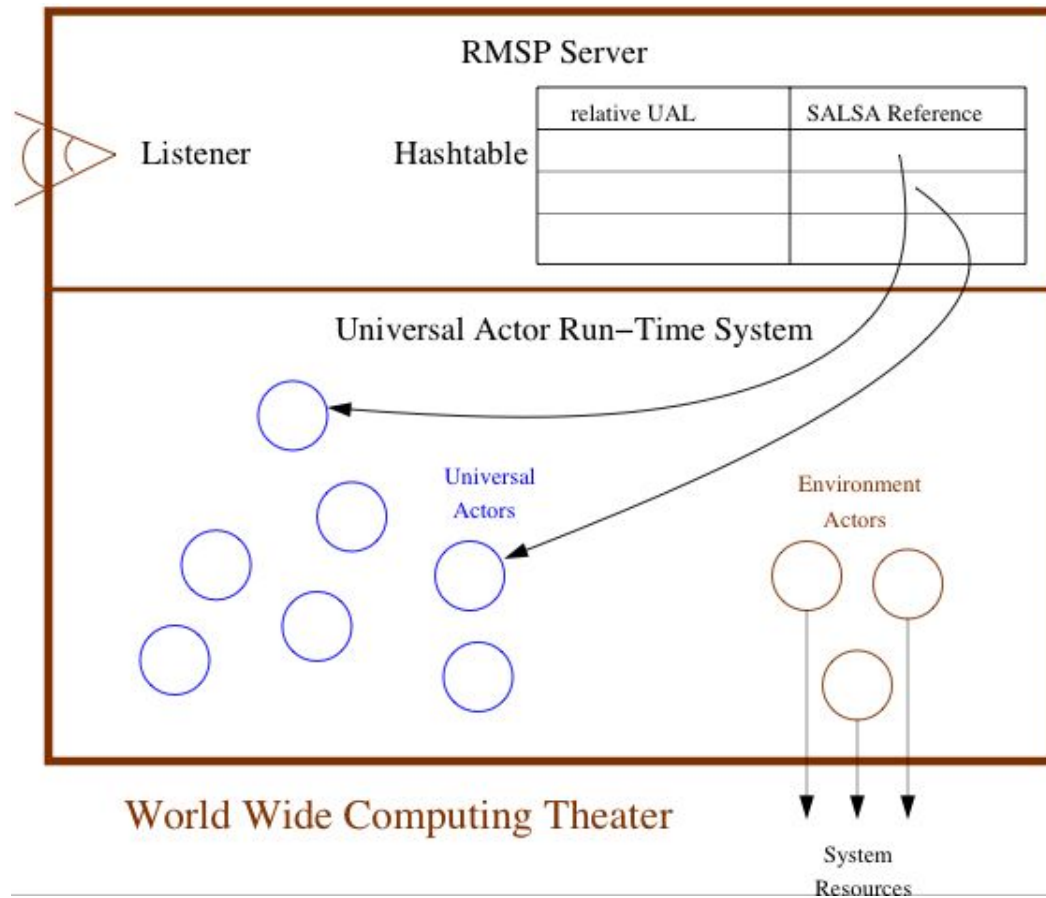 RMSP Server
relative UAL
SALSA Reference
Listener
Hashtable
Universal Actor Run-Time System
Universal
Actors
Environment
Actors
World Wide Computing Theater
System
Resources